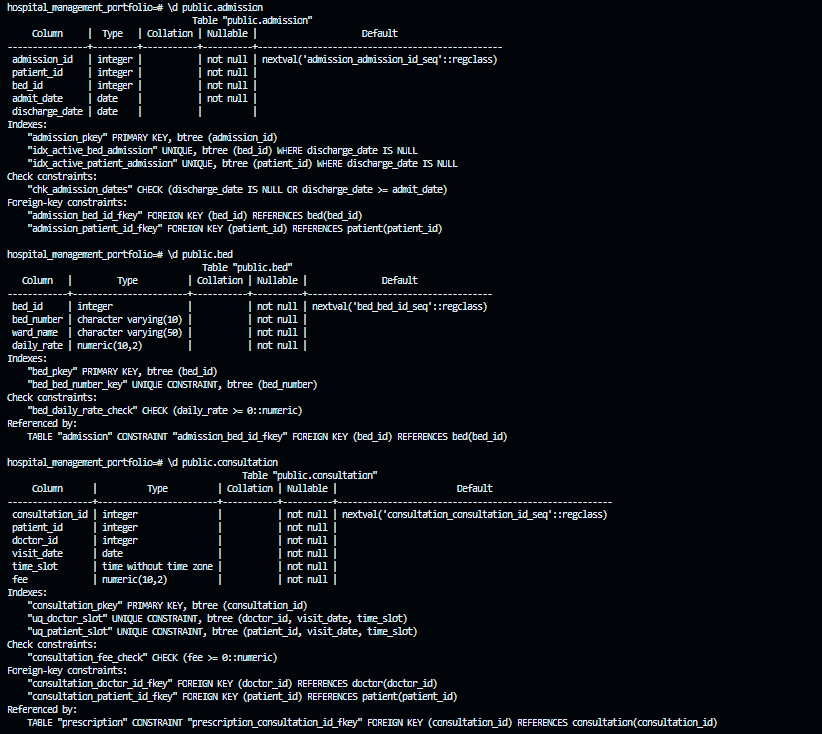 hospital_management_portfolio=# \d public.admission
Table "public.admission"
Column | Type | Collation | Nullable | Default
----------------+---------+-----------+----------+-------------------------------------------------
admission_id | integer | | not null | nextval('admission_admission_id_seq'::regclass)
patient_id | integer | | not null |
bed_id | integer | | not null |
admit_date | date | | not null |
discharge_date | date | | |
Indexes:
"admission_pkey" PRIMARY KEY, btree (admission_id)
"idx_active_bed_admission" UNIQUE, btree (bed_id) WHERE discharge_date IS NULL
"idx_active_patient_admission" UNIQUE, btree (patient_id) WHERE discharge_date IS NULL
Check constraints:
"chk_admission_dates" CHECK (discharge_date IS NULL OR discharge_date >= admit_date)
Foreign-key constraints:
"admission_bed_id_fkey" FOREIGN KEY (bed_id) REFERENCES bed(bed_id)
"admission_patient_id_fkey" FOREIGN KEY (patient_id) REFERENCES patient(patient_id)
hospital_management_portfolio=# \d public.bed
Table "public.bed"
Column | Type | Collation | Nullable | Default
------------+-----------------------+-----------+----------+-------------------------------------
bed_id | integer | | not null | nextval('bed_bed_id_seq'::regclass)
bed_number | character varying(10) | | not null |
ward_name | character varying(50) | | not null |
daily_rate | numeric(10,2) | | not null |
Indexes:
"bed_pkey" PRIMARY KEY, btree (bed_id)
"bed_bed_number_key" UNIQUE CONSTRAINT, btree (bed_number)
Check constraints:
"bed_daily_rate_check" CHECK (daily_rate >= 0::numeric)
Referenced by:
TABLE "admission" CONSTRAINT "admission_bed_id_fkey" FOREIGN KEY (bed_id) REFERENCES bed(bed_id)
hospital_management_portfolio=# \d public.consultation
Table "public.consultation"
Column | Type | Collation | Nullable | Default
-----------------+------------------------+-----------+----------+-------------------------------------------------------
consultation_id | integer | | not null | nextval('consultation_consultation_id_seq'::regclass)
patient_id | integer | | not null |
doctor_id | integer | | not null |
visit_date | date | | not null |
time_slot | time without time zone | | not null |
fee | numeric(10,2) | | not null |
Indexes:
"consultation_pkey" PRIMARY KEY, btree (consultation_id)
"uq_doctor_slot" UNIQUE CONSTRAINT, btree (doctor_id, visit_date, time_slot)
"uq_patient_slot" UNIQUE CONSTRAINT, btree (patient_id, visit_date, time_slot)
Check constraints:
"consultation_fee_check" CHECK (fee >= 0::numeric)
Foreign-key constraints:
"consultation_doctor_id_fkey" FOREIGN KEY (doctor_id) REFERENCES doctor(doctor_id)
"consultation_patient_id_fkey" FOREIGN KEY (patient_id) REFERENCES patient(patient_id)
Referenced by:
TABLE "prescription" CONSTRAINT "prescription_consultation_id_fkey" FOREIGN KEY (consultation_id) REFERENCES consultation(consultation_id)